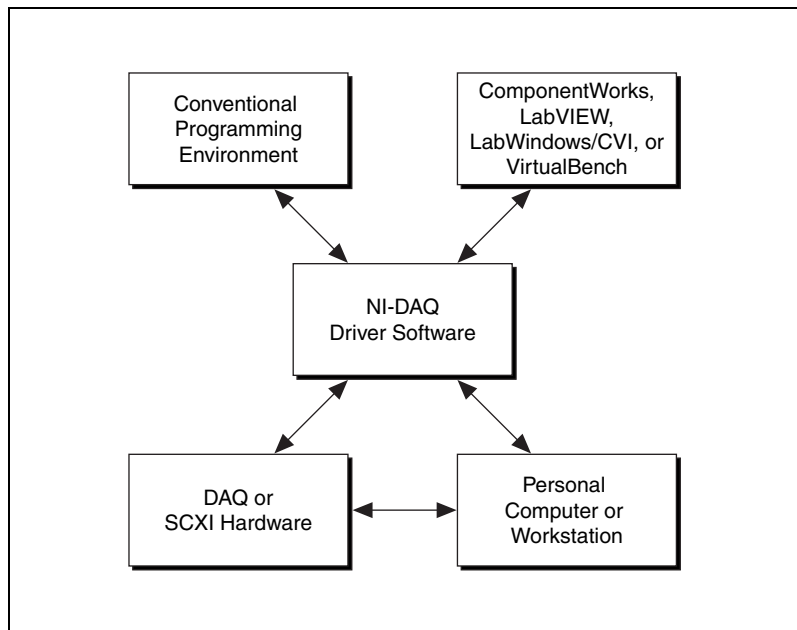 Conventional
Programming
Environment
ComponentWorks,
LabVIEW,
LabWindows/CVI, or
VirtualBench
NI-DAQ
Driver Software
DAQ or
SCXI Hardware
Personal
Computer or
Workstation